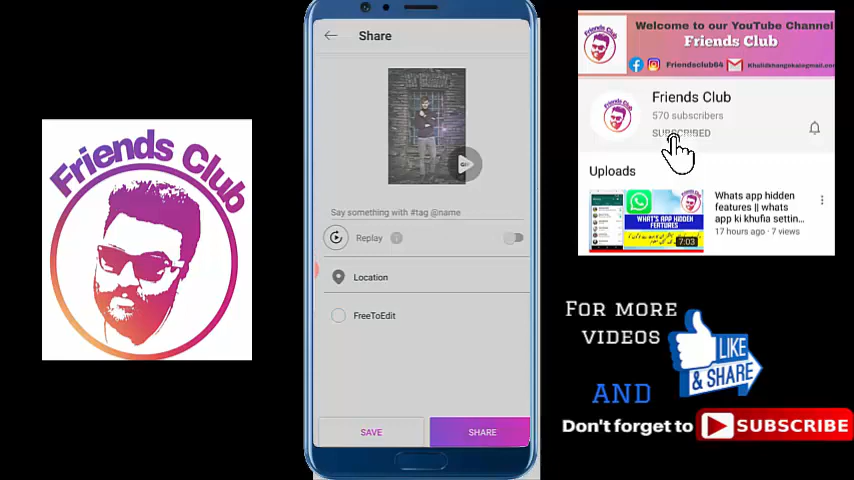 Friends Club
Share
GIF
Say something with #tag @name
Replay
Location
FreeToEdit
SAVE
SHARE
Welcome to our YouTube Channel
Friends Club
Friendsclub64
Friends Club
Friends Club
570 subscribers
SUBSCRIBED
Uploads
WHAT'S APP HIDDEN
FEATURES
7:03
Whats app hidden
features || whats
app ki khufia settin...
17 hours ago · 7 views
FOR MORE
VIDEOS
LIKE
& SHARE
AND
Don't forget to
SUBSCRIBE